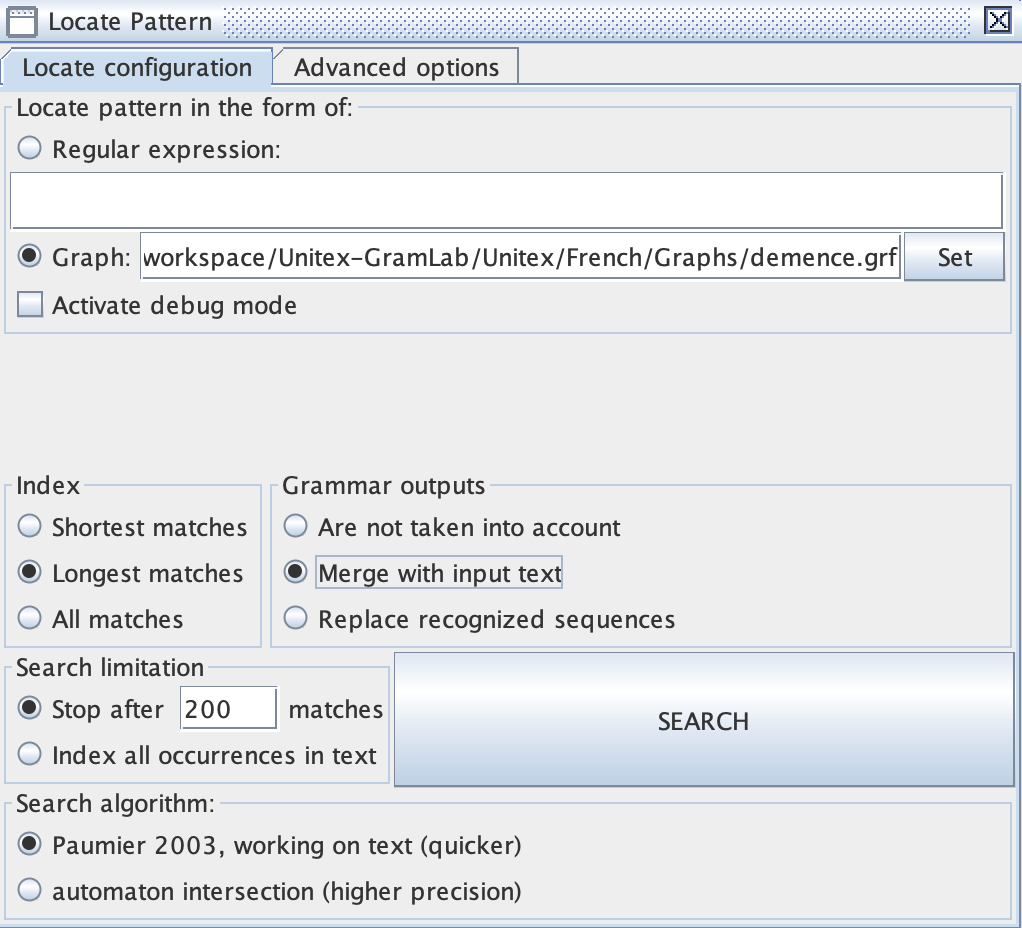 Locate Pattern
Locate configuration
Advanced options
Locate pattern in the form of:
Regular expression:
Graph: workspace/Unitex-GramLab/Unitex/French/Graphs/demence.grf Set
Activate debug mode
Index
Shortest matches
Longest matches
All matches
Grammar outputs
Are not taken into account
Merge with input text
Replace recognized sequences
Search limitation
Stop after 200 matches
Index all occurrences in text
SEARCH
Search algorithm:
Paumier 2003, working on text (quicker)
automaton intersection (higher precision)